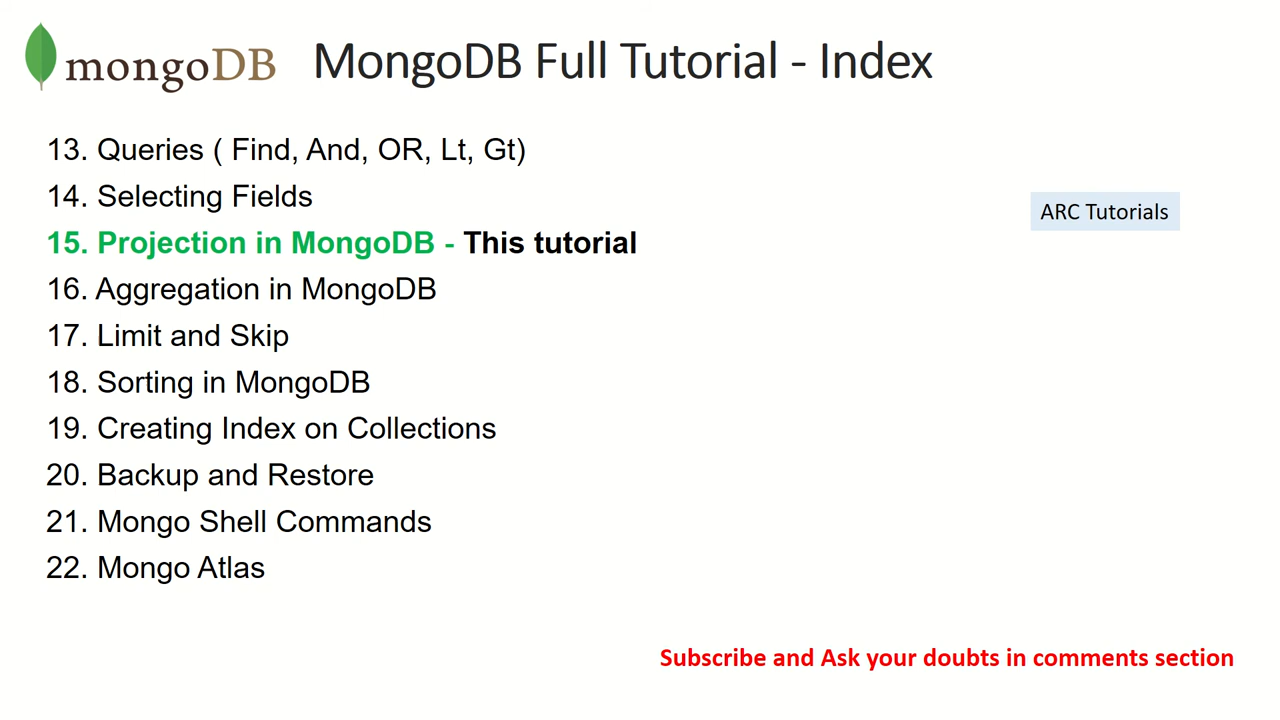 mongoDB
MongoDB Full Tutorial - Index
13. Queries ( Find, And, OR, Lt, Gt)
14. Selecting Fields
ARC Tutorials
15. Projection in MongoDB - This tutorial
16. Aggregation in MongoDB
17. Limit and Skip
18. Sorting in MongoDB
19. Creating Index on Collections
20. Backup and Restore
21. Mongo Shell Commands
22. Mongo Atlas
Subscribe and Ask your doubts in comments section